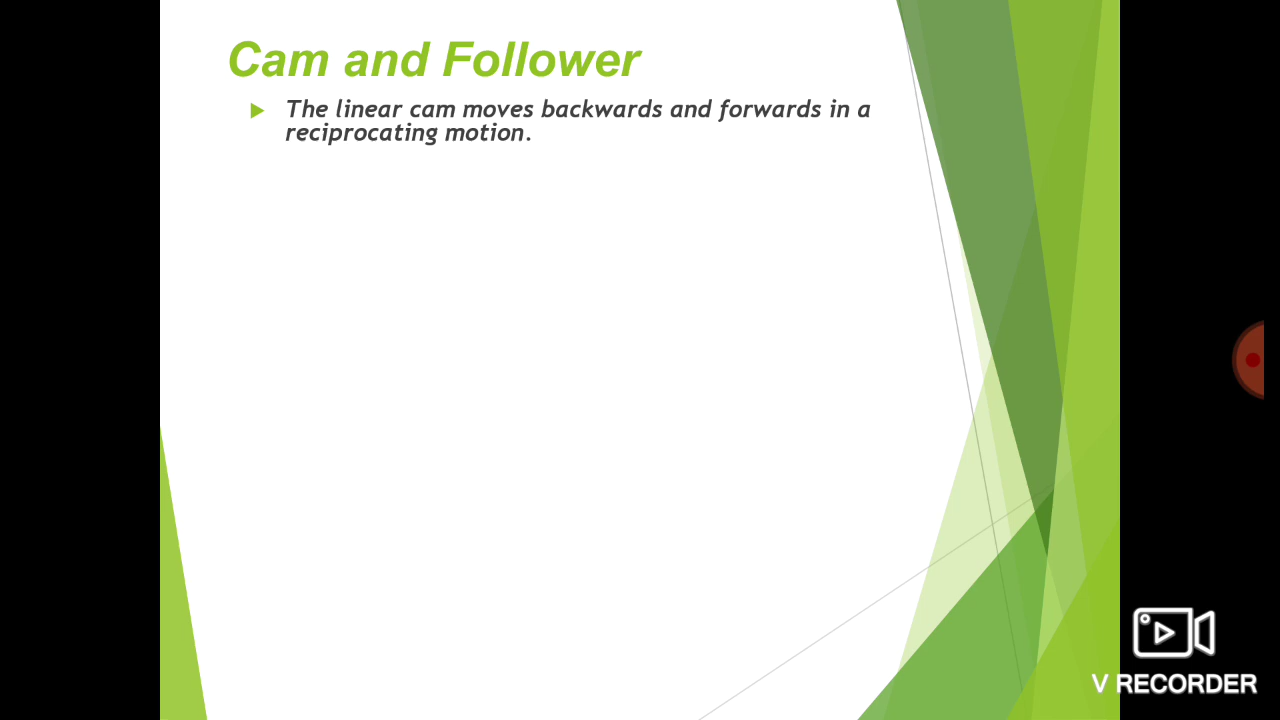 Cam and Follower
The linear cam moves backwards and forwards in a
reciprocating motion.
V RECORDER